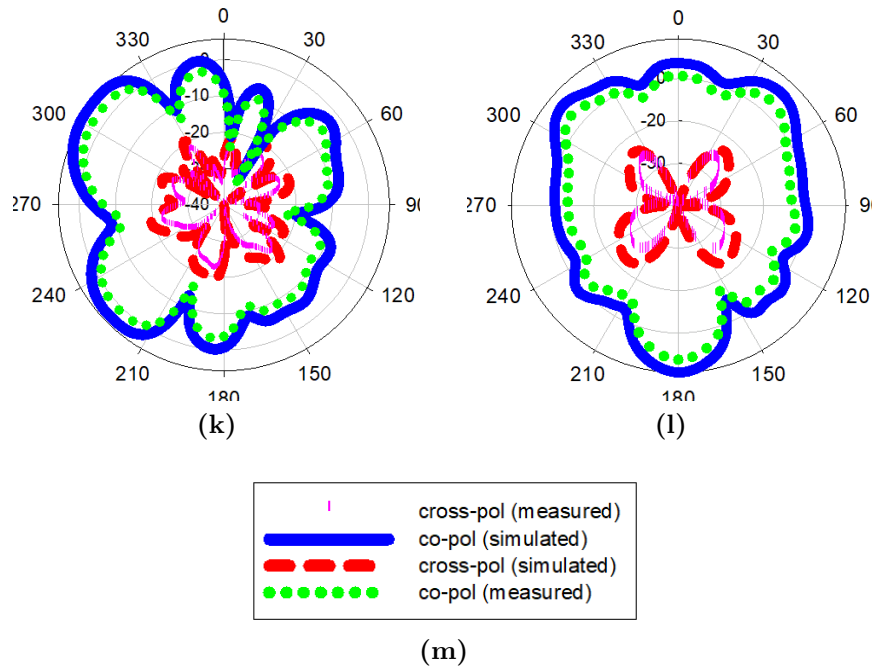 0 0
330 30 330 30
0 0
300 -10 60 300 60
-20 -20
-30 -30
270 -40 90 270 90
240 120 240 120
210 150 210 150
180 180
(k) (l)
cross-pol (measured)
co-pol (simulated)
cross-pol (simulated)
co-pol (measured)
(m)